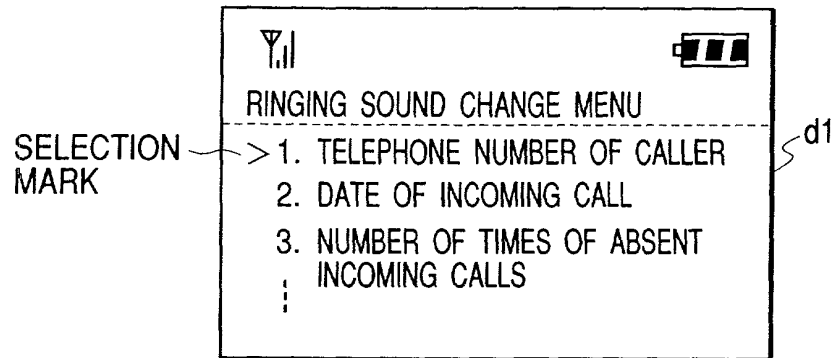 RINGING SOUND CHANGE MENU
SELECTION
MARK
> 1. TELEPHONE NUMBER OF CALLER
d1
2. DATE OF INCOMING CALL
3. NUMBER OF TIMES OF ABSENT
INCOMING CALLS